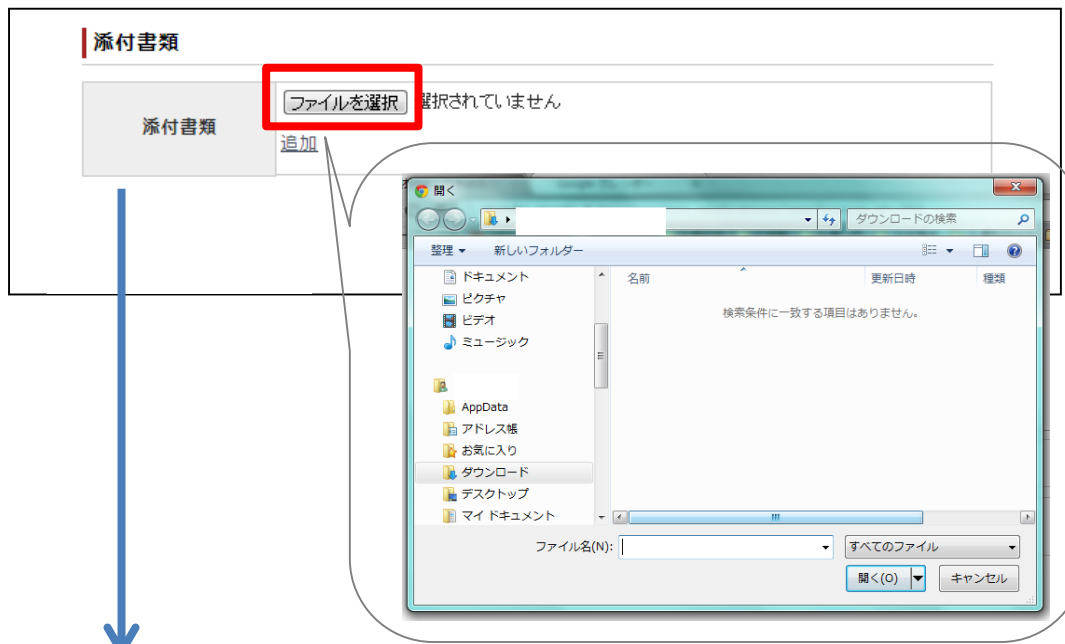 添付書類
添付書類
ファイルを選択 選択されていません
追加
開く
ダウンロードの検索
整理 新しいフォルダー
名前 更新日時 種類
検索条件に一致する項目はありません。
ドキュメント
ピクチャ
ビデオ
ミュージック
AppData
アドレス帳
お気に入り
ダウンロード
デスクトップ
マイ ドキュメント
ファイル名(N): すべてのファイル
開く(O) キャンセル